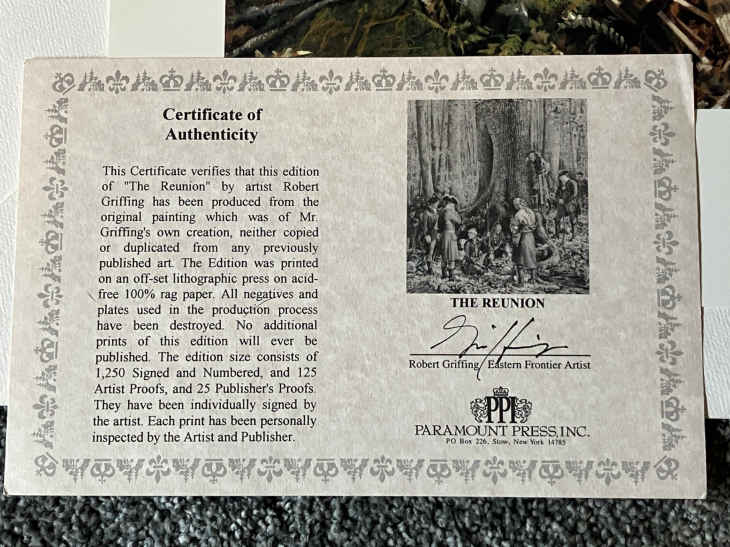 Certificate of
Authenticity
This Certificate verifies that this edition
of "The Reunion" by artist Robert
Griffing has been produced from the
original painting which was of Mr.
Griffing's own creation, neither copied
or duplicated from any previously
published art. The Edition was printed
on an off-set lithographic press on acid-
free 100% rag paper. All negatives and
plates used in the production process
have been destroyed. No additional
prints of this edition will ever be
published. The edition size consists of
1,250 Signed and Numbered, and 125
Artist Proofs, and 25 Publisher's Proofs.
They have been individually signed by
the artist. Each print has been personally
inspected by the Artist and Publisher.
THE REUNION
Griffing
Robert Griffing, Eastern Frontier Artist
PPI
PARAMOUNT PRESS, INC.
PO Box 226, Stow, New York 14785